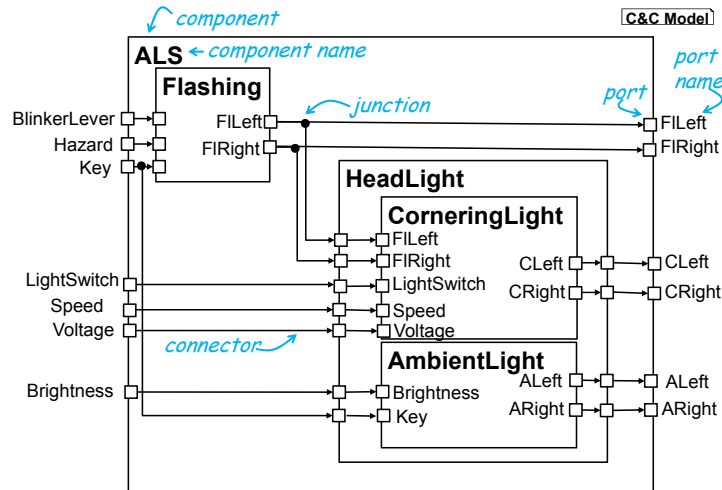 C&C Model
component
ALS
component name
port
port name
Flashing
junction
BlinkerLever
FlLeft
FlLeft
Hazard
FlRight
FlRight
Key
HeadLight
CorneringLight
FlLeft
FlRight
CLeft
CLeft
LightSwitch
LightSwitch
CRight
CRight
Speed
Speed
Voltage
Voltage
connector
AmbientLight
Brightness
Brightness
ALeft
ALeft
Key
ARight
ARight